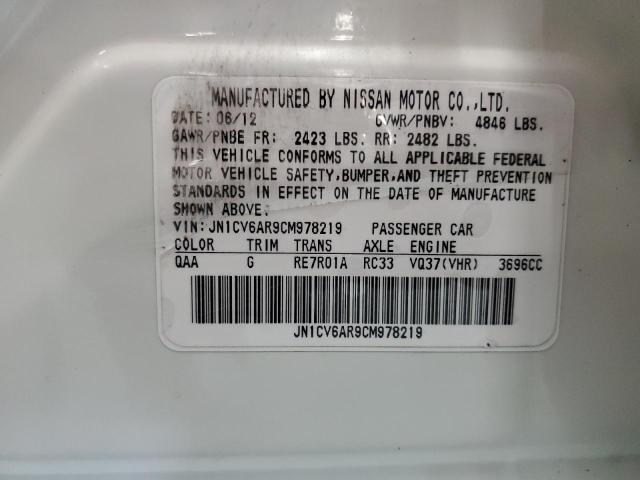 MANUFACTURED BY NISSAN MOTOR CO.,LTD.
DATE: 06/12 GVWR/PNBV: 4846 LBS.
GAWR/PNBE FR: 2423 LBS. RR: 2482 LBS.
THIS VEHICLE CONFORMS TO ALL APPLICABLE FEDERAL
MOTOR VEHICLE SAFETY,BUMPER,AND THEFT PREVENTION
STANDARDS IN EFFECT ON THE DATE OF MANUFACTURE
SHOWN ABOVE:
VIN:JN1CV6AR9CM978219 PASSENGER CAR
COLOR TRIM TRANS AXLE ENGINE
QAA G RE7R01A RC33 VQ37(VHR) 3696CC
JN1CV6AR9CM978219